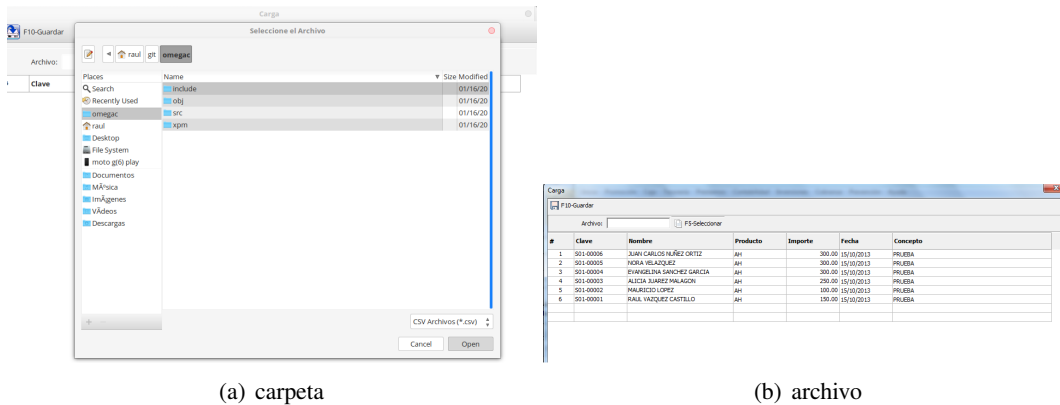 Carga
F10-Guardar
Seleccione el Archivo
raul git omegac
Archivo:
Clave
Places Name Size Modified
Search include 01/16/20
Recently Used obj 01/16/20
omegac src 01/16/20
raul xpm 01/16/20
Desktop
File System
moto g(6) play
Documentos
MÃºsica
ImÃgenes
VÃdeos
Descargas
CSV Archivos (*.csv)
Cancel Open
(a) carpeta
Carga
F10-Guardar
Archivo: F5-Seleccionar
# Clave Nombre Producto Importe Fecha Concepto
1 S01-00006 JUAN CARLOS NUÑEZ ORTIZ AH 300.00 15/10/2013 PRUEBA
2 S01-00005 NORA VELAZQUEZ AH 300.00 15/10/2013 PRUEBA
3 S01-00004 EVANGELINA SANCHEZ GARCIA AH 300.00 15/10/2013 PRUEBA
4 S01-00003 ALICIA JUAREZ MALAGON AH 250.00 15/10/2013 PRUEBA
5 S01-00002 MAURICIO LOPEZ AH 100.00 15/10/2013 PRUEBA
6 S01-00001 RAUL VAZQUEZ CASTILLO AH 150.00 15/10/2013 PRUEBA
(b) archivo